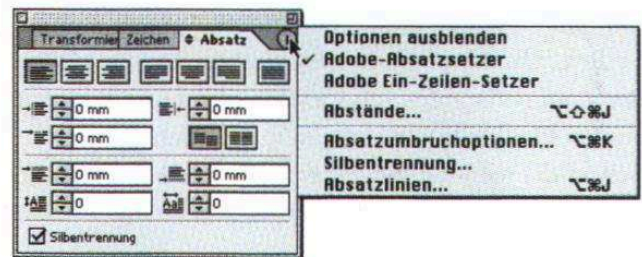 Transformier Zeichen Absatz
0 mm 0 mm
0 mm
0 mm 0 mm
0 0
Silbentrennung
Optionen ausblenden
✓ Adobe-Absatzsetzer
Adobe Ein-Zeilen-Setzer
Abstände... ⌥⇧⌘J
Absatzumbruchoptionen... ⌥⌘K
Silbentrennung...
Absatzlinien... ⌥⌘J